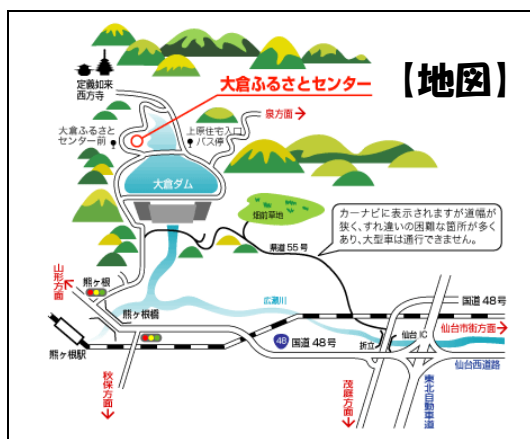 【地図】
定義如来
西方寺
大倉ふるさとセンター
泉方面
大倉ふるさと
センター前
上原住宅入口
バス停
大倉ダム
畑前草地
カーナビに表示されますが道幅が
狭く、すれ違いの困難な箇所が多く
あり、大型車は通行できません。
県道55号
山形方面
熊ヶ根
熊ヶ根橋
広瀬川
国道48号
仙台市街方面
仙台IC
折立
48 国道48号
熊ヶ根駅
仙台西道路
秋保方面
茂庭方面
東北自動車道